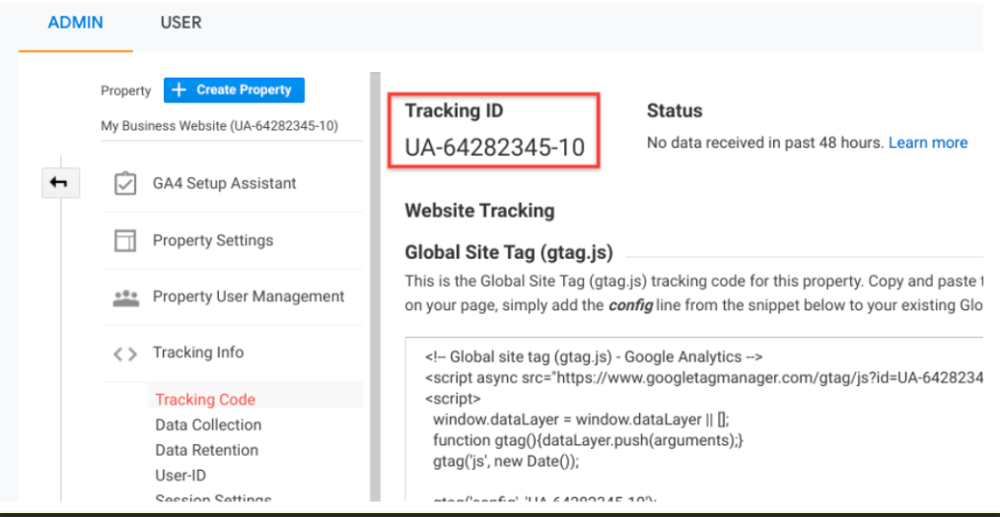 ADMIN
USER
Property
+ Create Property
My Business Website (UA-64282345-10)
GA4 Setup Assistant
Property Settings
Property User Management
<> Tracking Info
Tracking Code
Data Collection
Data Retention
User-ID
Session Settings
Tracking ID
UA-64282345-10
Status
No data received in past 48 hours. Learn more
Website Tracking
Global Site Tag (gtag.js)
This is the Global Site Tag (gtag.js) tracking code for this property. Copy and paste
on your page, simply add the config line from the snippet below to your existing Glo
<!-- Global site tag (gtag.js) - Google Analytics -->
<script async src="https://www.googletagmanager.com/gtag/js?id=UA-6428234
<script>
window.dataLayer = window.dataLayer || [];
function gtag(){dataLayer.push(arguments);}
gtag('js', new Date());
gtag('config', 'UA-64282345-10');